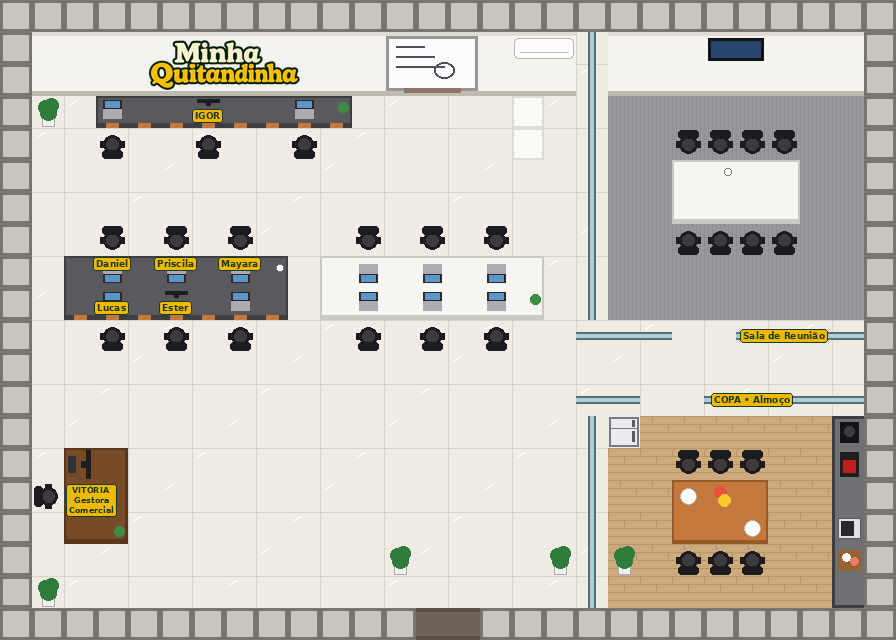 Minha
Quitandinha
IGOR
Daniel
Priscila
Mayara
Lucas
Ester
Sala de Reunião
COPA • Almoço
VITÓRIA
Gestora
Comercial